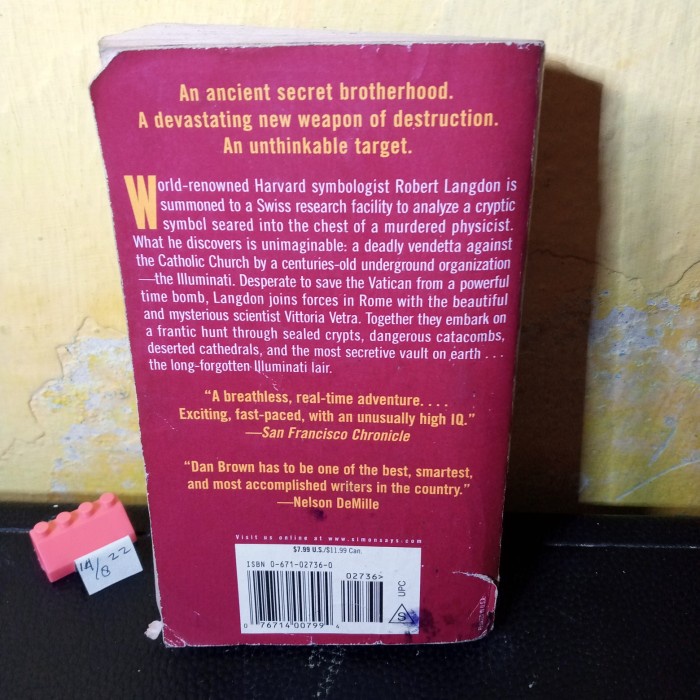 An ancient secret brotherhood.
A devastating new weapon of destruction.
An unthinkable target.
World-renowned Harvard symbologist Robert Langdon is
summoned to a Swiss research facility to analyze a cryptic
symbol seared into the chest of a murdered physicist.
What he discovers is unimaginable: a deadly vendetta against
the Catholic Church by a centuries-old underground organization
—the Illuminati. Desperate to save the Vatican from a powerful
time bomb, Langdon joins forces in Rome with the beautiful
and mysterious scientist Vittoria Vetra. Together they embark on
a frantic hunt through sealed crypts, dangerous catacombs,
deserted cathedrals, and the most secretive vault on earth . . .
the long-forgotten Illuminati lair.
“A breathless, real-time adventure. . . .
Exciting, fast-paced, with an unusually high IQ.”
—San Francisco Chronicle
“Dan Brown has to be one of the best, smartest,
and most accomplished writers in the country.”
—Nelson DeMille
Visit us online at www.simonsays.com
$7.99 U.S./$11.99 Can.
ISBN 0-671-02736-0
02736>
UPC
S
0 76714 00799 4
14/8 22